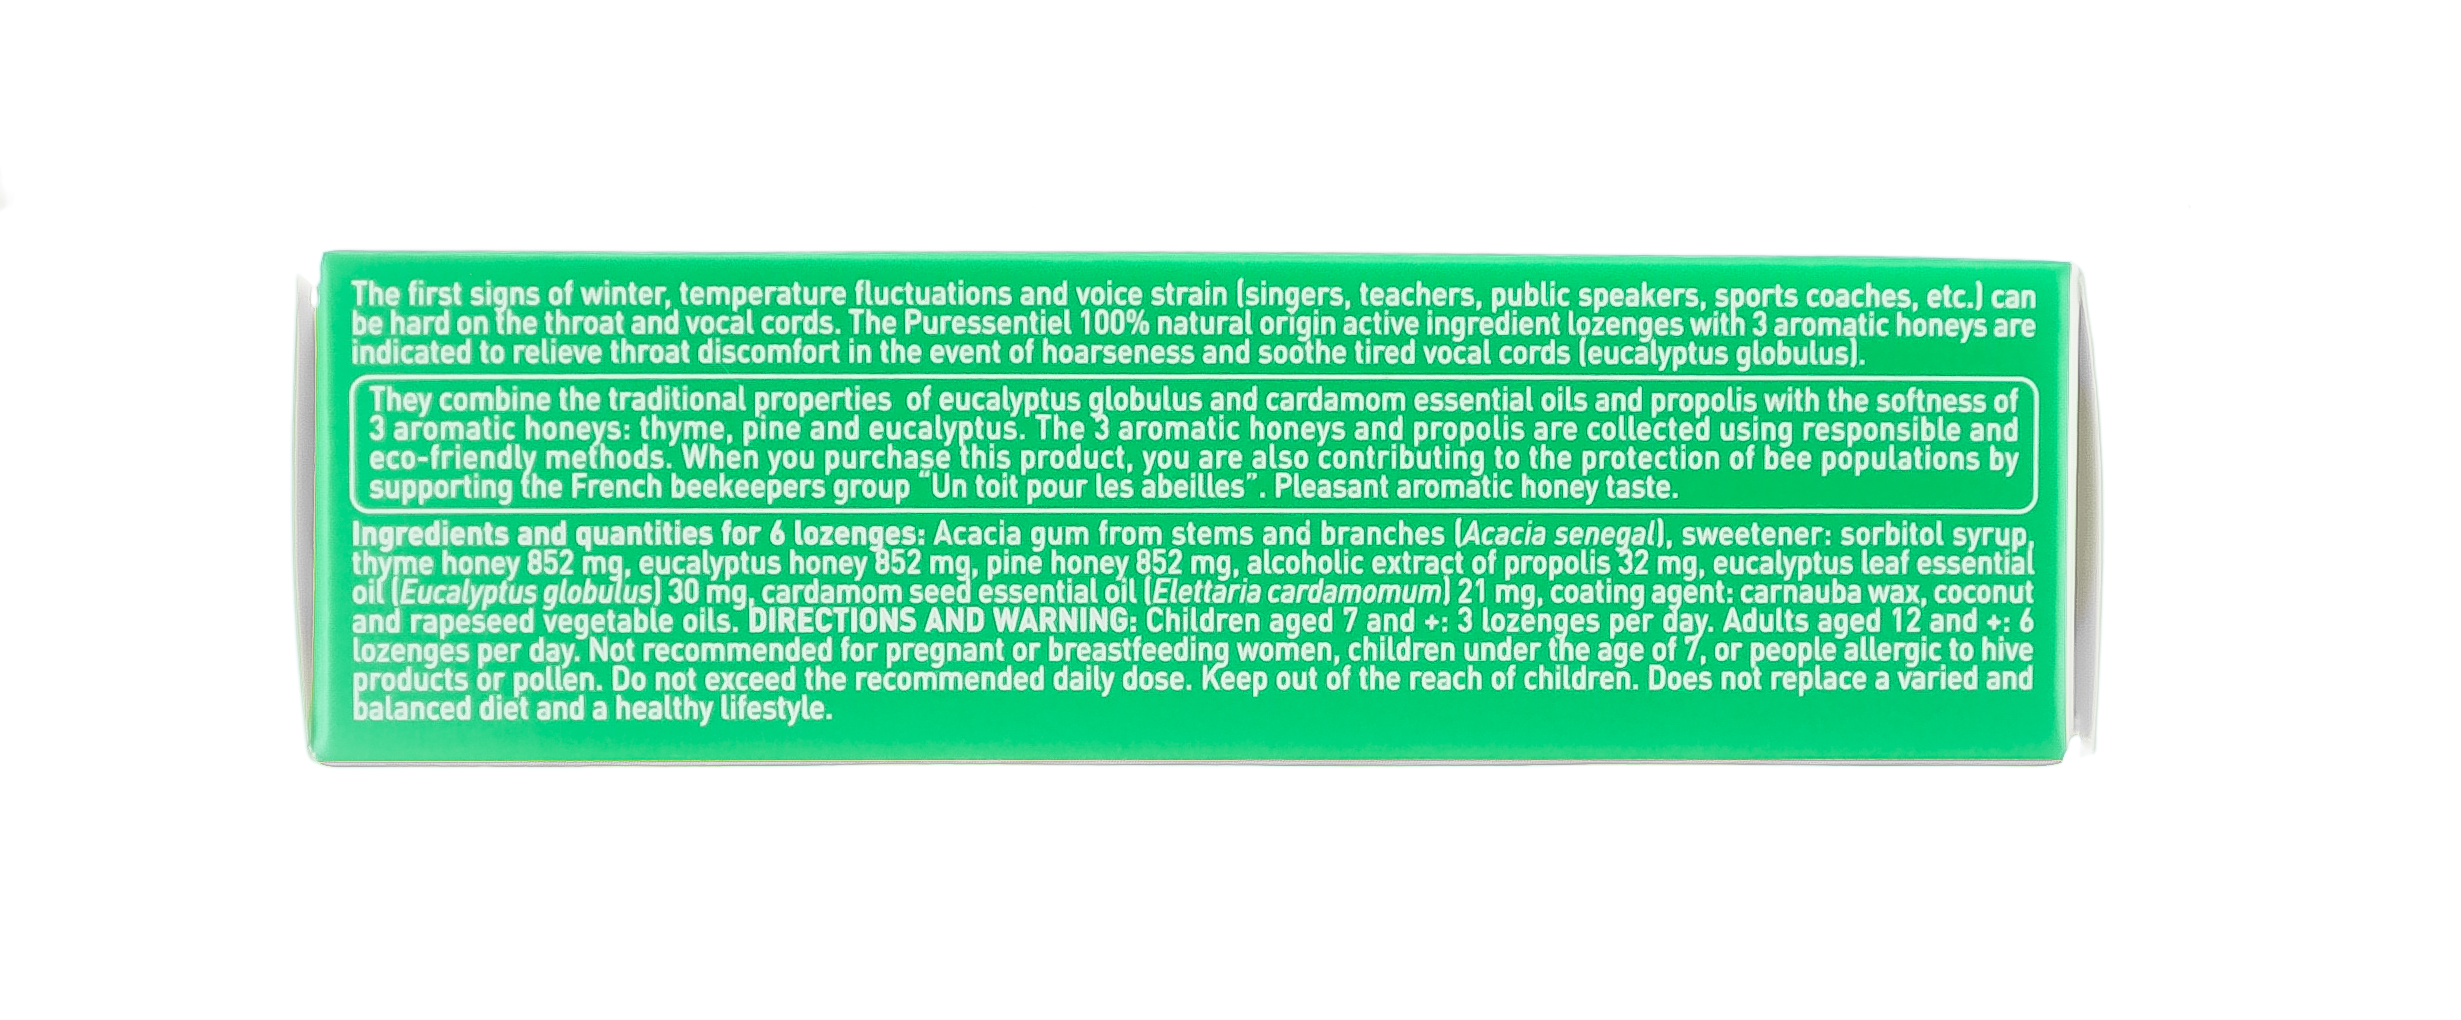 The first signs of winter, temperature fluctuations and voice strain (singers, teachers, public speakers, sports coaches, etc.) can
be hard on the throat and vocal cords. The Puressentiel 100% natural origin active ingredient lozenges with 3 aromatic honeys are
indicated to relieve throat discomfort in the event of hoarseness and soothe tired vocal cords (eucalyptus globulus).
They combine the traditional properties of eucalyptus globulus and cardamom essential oils and propolis with the softness of
3 aromatic honeys: thyme, pine and eucalyptus. The 3 aromatic honeys and propolis are collected using responsible and
eco-friendly methods. When you purchase this product, you are also contributing to the protection of bee populations by
supporting the French beekeepers group “Un toit pour les abeilles”. Pleasant aromatic honey taste.
Ingredients and quantities for 6 lozenges: Acacia gum from stems and branches (Acacia senegal), sweetener: sorbitol syrup,
thyme honey 852 mg, eucalyptus honey 852 mg, pine honey 852 mg, alcoholic extract of propolis 32 mg, eucalyptus leaf essential
oil (Eucalyptus globulus) 30 mg, cardamom seed essential oil (Elettaria cardamomum) 21 mg, coating agent: carnauba wax, coconut
and rapeseed vegetable oils. DIRECTIONS AND WARNING: Children aged 7 and +: 3 lozenges per day. Adults aged 12 and +: 6
lozenges per day. Not recommended for pregnant or breastfeeding women, children under the age of 7, or people allergic to hive
products or pollen. Do not exceed the recommended daily dose. Keep out of the reach of children. Does not replace a varied and
balanced diet and a healthy lifestyle.